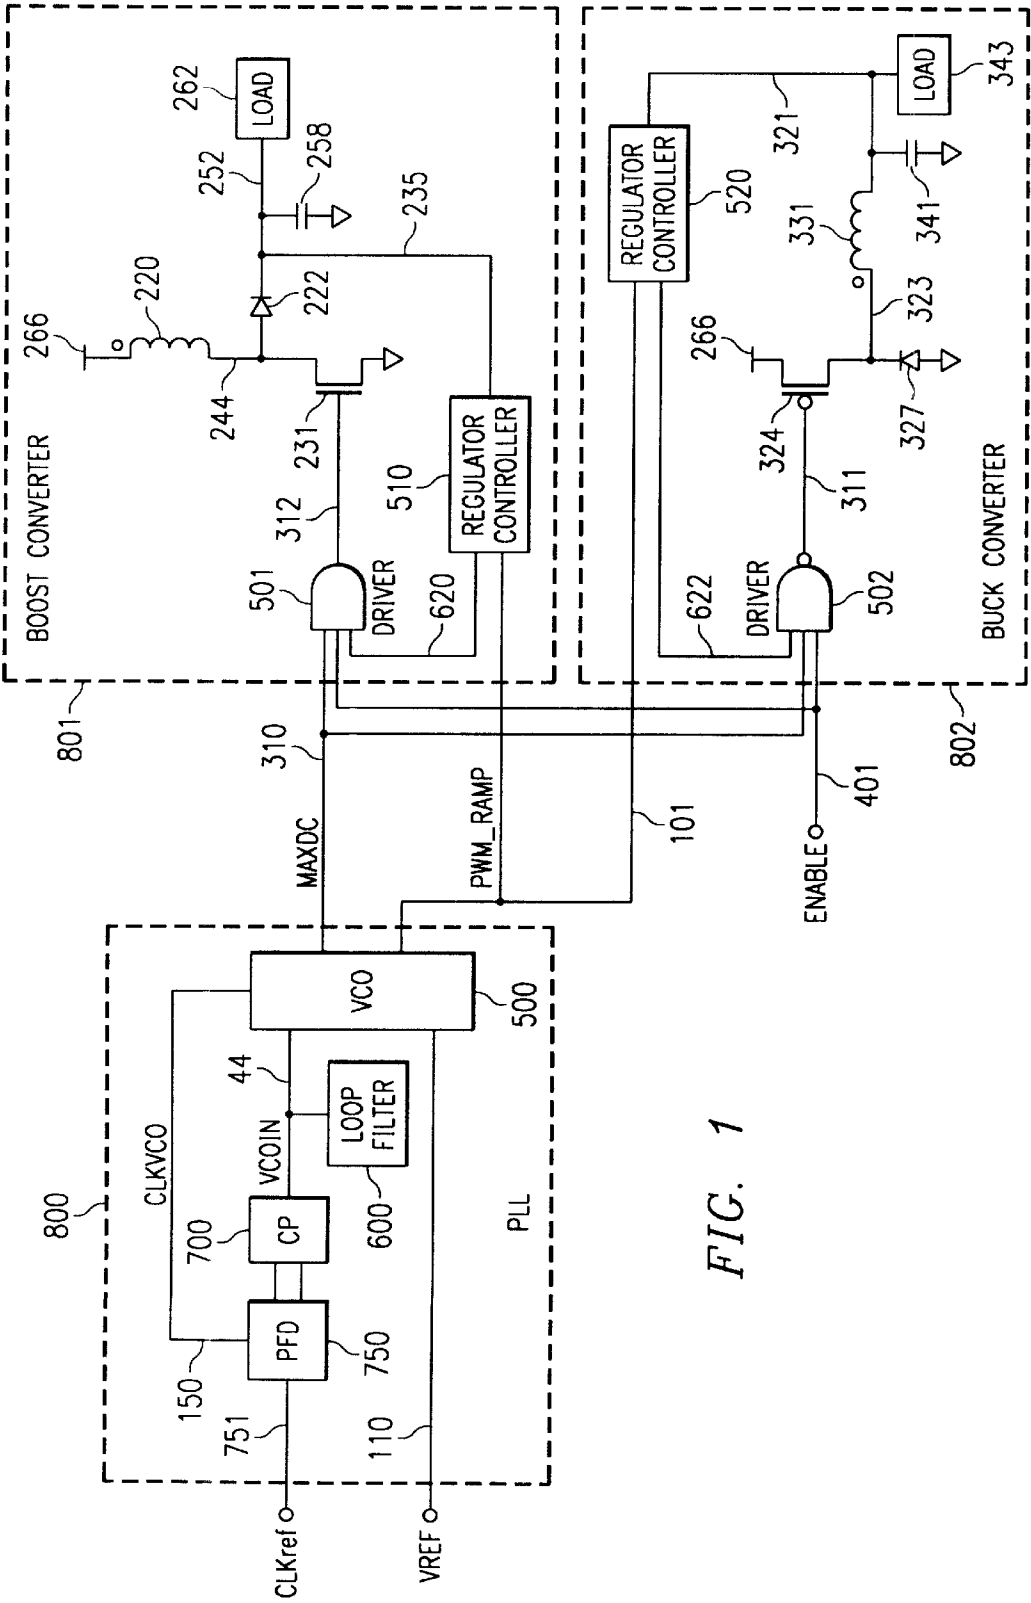 800
CLKref
751
150
CLKVCO
PFD
750
700
CP
VCOIN
44
LOOP
FILTER
600
VCO
500
VREF
110
PLL
MAXDC
310
PWM_RAMP
101
ENABLE
401
801
BOOST CONVERTER
501
DRIVER
312
620
231
244
266
220
222
252
258
262
LOAD
235
510
REGULATOR
CONTROLLER
802
BUCK CONVERTER
622
DRIVER
502
311
324
266
327
323
331
341
321
343
LOAD
REGULATOR
CONTROLLER
520
FIG. 1